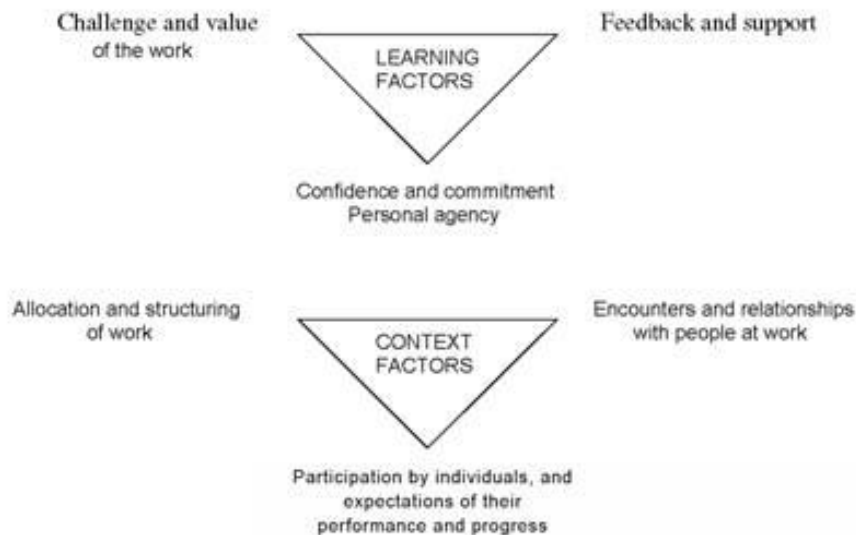 Challenge and value
of the work
Feedback and support
LEARNING
FACTORS
Confidence and commitment
Personal agency
Allocation and structuring
of work
Encounters and relationships
with people at work
CONTEXT
FACTORS
Participation by individuals, and
expectations of their
performance and progress